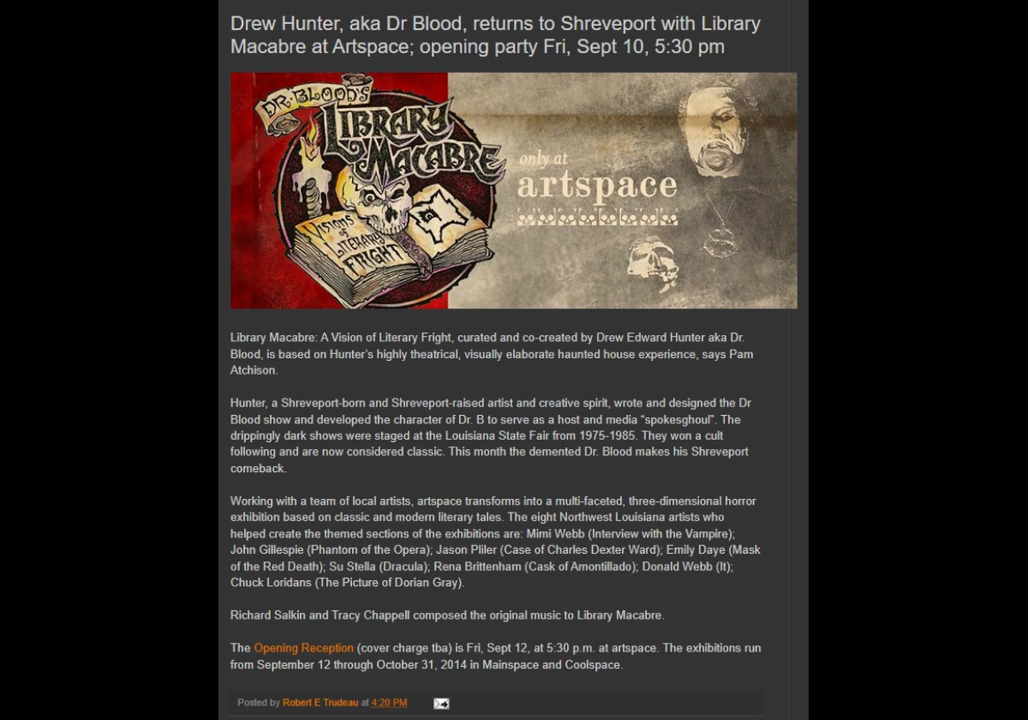 Drew Hunter, aka Dr Blood, returns to Shreveport with Library
Macabre at Artspace; opening party Fri, Sept 10, 5:30 pm
DR. BLOOD'S
LIBRARY
MACABRE
only at
artspace
VISIONS
of
LITERARY
FRIGHT
Library Macabre: A Vision of Literary Fright, curated and co-created by Drew Edward Hunter aka Dr.
Blood, is based on Hunter's highly theatrical, visually elaborate haunted house experience, says Pam
Atchison.
Hunter, a Shreveport-born and Shreveport-raised artist and creative spirit, wrote and designed the Dr
Blood show and developed the character of Dr. B to serve as a host and media “spokesghoul”. The
drippingly dark shows were staged at the Louisiana State Fair from 1975-1985. They won a cult
following and are now considered classic. This month the demented Dr. Blood makes his Shreveport
comeback.
Working with a team of local artists, artspace transforms into a multi-faceted, three-dimensional horror
exhibition based on classic and modern literary tales. The eight Northwest Louisiana artists who
helped create the themed sections of the exhibitions are: Mimi Webb (Interview with the Vampire);
John Gillespie (Phantom of the Opera); Jason Pliler (Case of Charles Dexter Ward); Emily Daye (Mask
of the Red Death); Su Stella (Dracula); Rena Brittenham (Cask of Amontillado); Donald Webb (It);
Chuck Loridans (The Picture of Dorian Gray).
Richard Salkin and Tracy Chappell composed the original music to Library Macabre.
The Opening Reception (cover charge tba) is Fri, Sept 12, at 5:30 p.m. at artspace. The exhibitions run
from September 12 through October 31, 2014 in Mainspace and Coolspace.
Posted by Robert E Trudeau at 4:20 PM